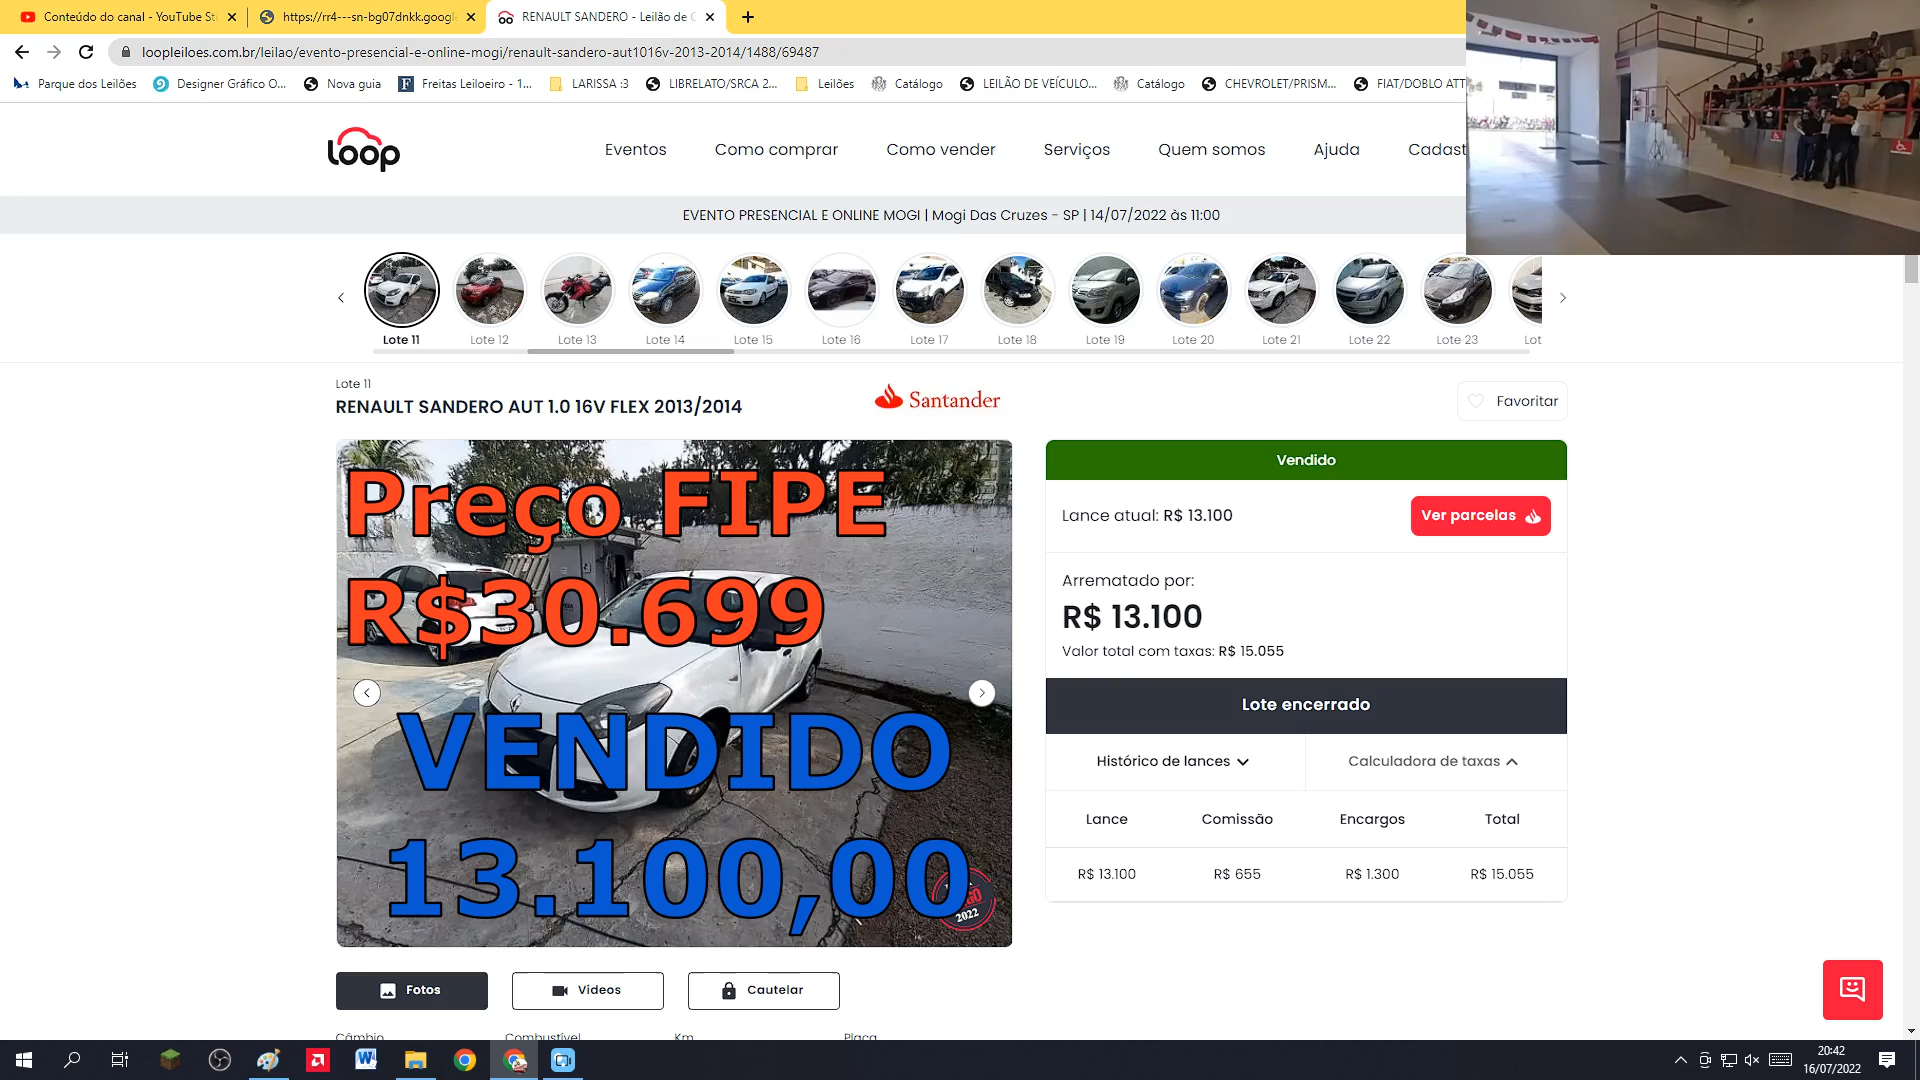 Conteúdo do canal - YouTube St
https://rr4---sn-bg07dnkk.google
RENAULT SANDERO - Leilão de C
loopleiloes.com.br/leilao/evento-presencial-e-online-mogi/renault-sandero-aut1016v-2013-2014/1488/69487
Parque dos Leilões
Designer Gráfico O...
Nova guia
Freitas Leiloeiro - 1...
LARISSA :3
LIBRELATO/SRCA 2...
Leilões
Catálogo
LEILÃO DE VEÍCULO...
Catálogo
CHEVROLET/PRISM...
FIAT/DOBLO ATT
loop
Eventos
Como comprar
Como vender
Serviços
Quem somos
Ajuda
Cadast
EVENTO PRESENCIAL E ONLINE MOGI | Mogi Das Cruzes - SP | 14/07/2022 às 11:00
Lote 11
Lote 12
Lote 13
Lote 14
Lote 15
Lote 16
Lote 17
Lote 18
Lote 19
Lote 20
Lote 21
Lote 22
Lote 23
Lot
Lote 11
RENAULT SANDERO AUT 1.0 16V FLEX 2013/2014
Santander
Favoritar
Preço FIPE
R$30.699
VENDIDO
13.100,00
2022
Vendido
Lance atual: R$ 13.100
Ver parcelas
Arrematado por:
R$ 13.100
Valor total com taxas: R$ 15.055
Lote encerrado
Histórico de lances
Calculadora de taxas
Lance
Comissão
Encargos
Total
R$ 13.100
R$ 655
R$ 1.300
R$ 15.055
Fotos
Videos
Cautelar
Câmbio
Combustível
Km
Placa
20:42
16/07/2022